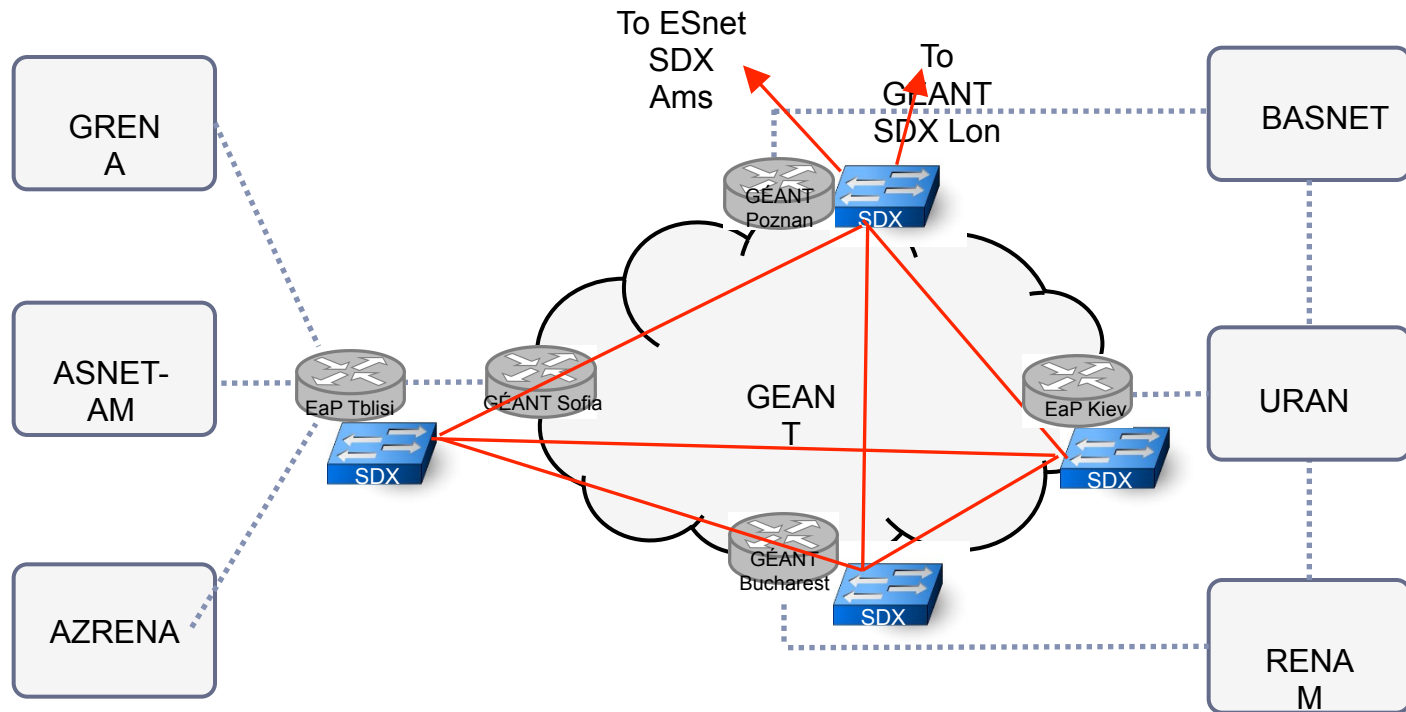 To ESnet
SDX
Ams
To
GEANT
SDX Lon
GREN
A
BASNET
GÉANT
Poznan
SDX
ASNET-
AM
EaP Tblisi
GÉANT Sofia
GEAN
T
EaP Kiev
URAN
SDX
SDX
GÉANT
Bucharest
SDX
AZRENA
RENA
M